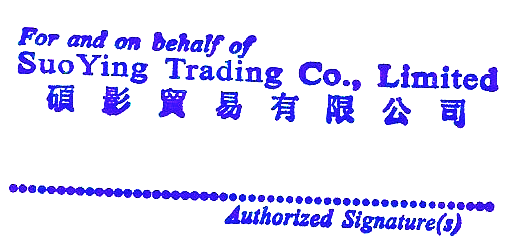 For and on behalf of
SuoYing Trading Co., Limited
碩影貿易有限公司
Authorized Signature(s)